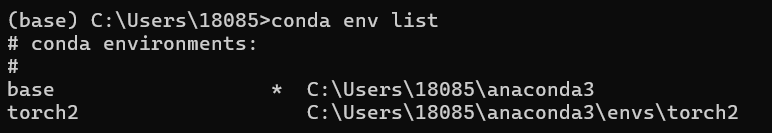 (base) C:\Users\18085>conda env list
# conda environments:
#
base                  *  C:\Users\18085\anaconda3
torch2                   C:\Users\18085\anaconda3\envs\torch2